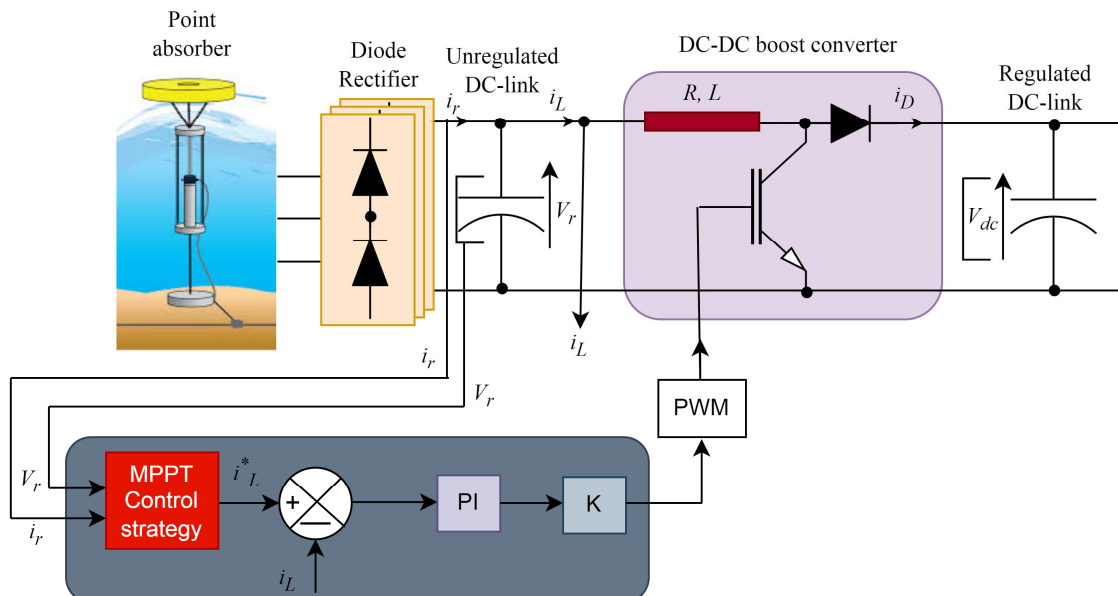 Point
absorber
Diode
Rectifier
Unregulated
DC-link
DC-DC boost converter
Regulated
DC-link
i_r
i_L
R, L
i_D
V_r
V_dc
i_L
i_r
V_r
PWM
V_r
i_r
MPPT
Control
strategy
i*_L
+
−
PI
K
i_L